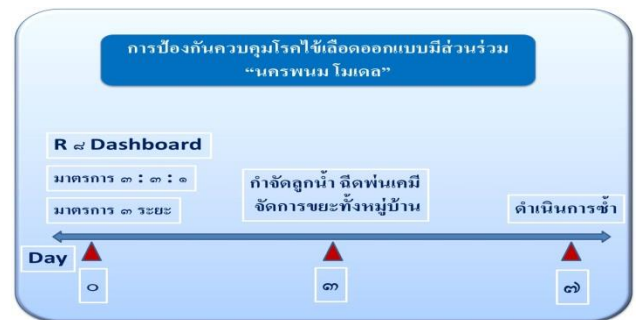 การป้องกันควบคุมโรคไข้เลือดออกแบบมีส่วนร่วม
“นครพนม โมเดล”
R ๘ Dashboard
มาตรการ ๓ : ๓ : ๑
มาตรการ ๓ ระยะ
กำจัดลูกน้ำ ฉีดพ่นเคมี
จัดการขยะทั้งหมู่บ้าน
ดำเนินการซ้ำ
Day
๐
๓
๗